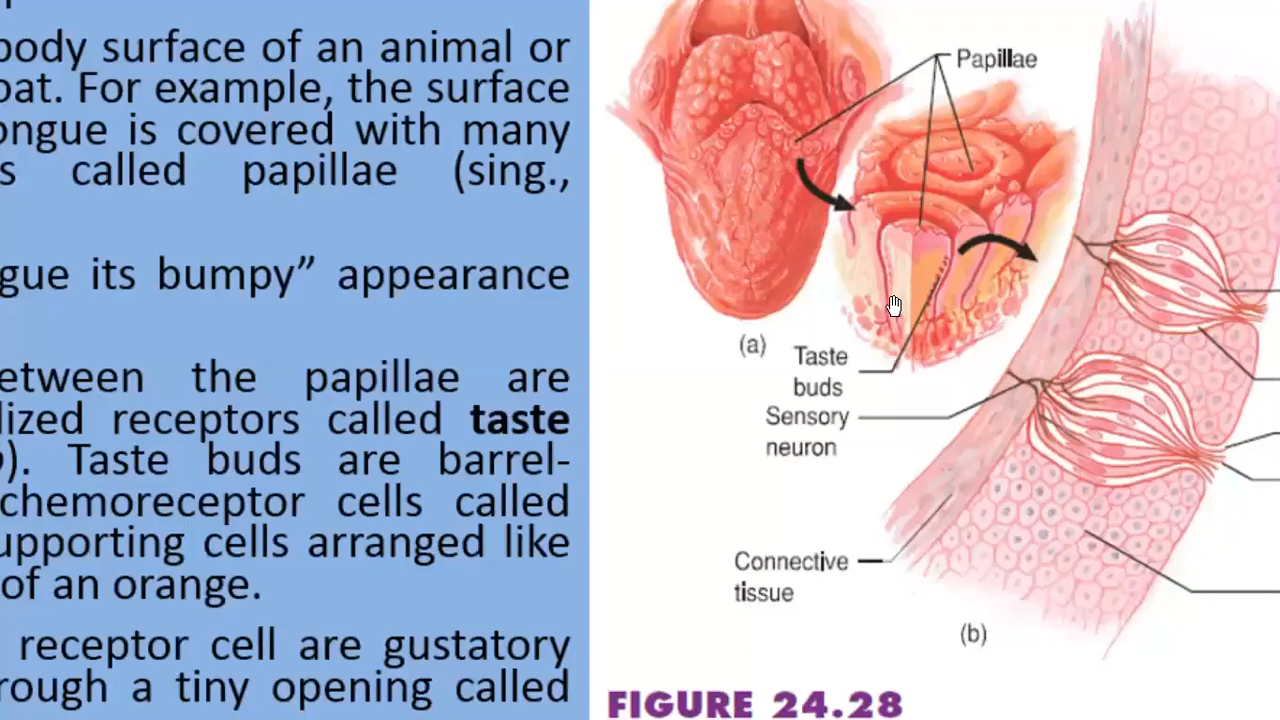 body surface of an animal or
oat. For example, the surface
ongue is covered with many
s called papillae (sing.,
gue its bumpy” appearance
etween the papillae are
lized receptors called taste
). Taste buds are barrel-
chemoreceptor cells called
upporting cells arranged like
of an orange.
receptor cell are gustatory
rough a tiny opening called
Papillae
(a)
Taste
buds
Sensory
neuron
Connective
tissue
(b)
FIGURE 24.28